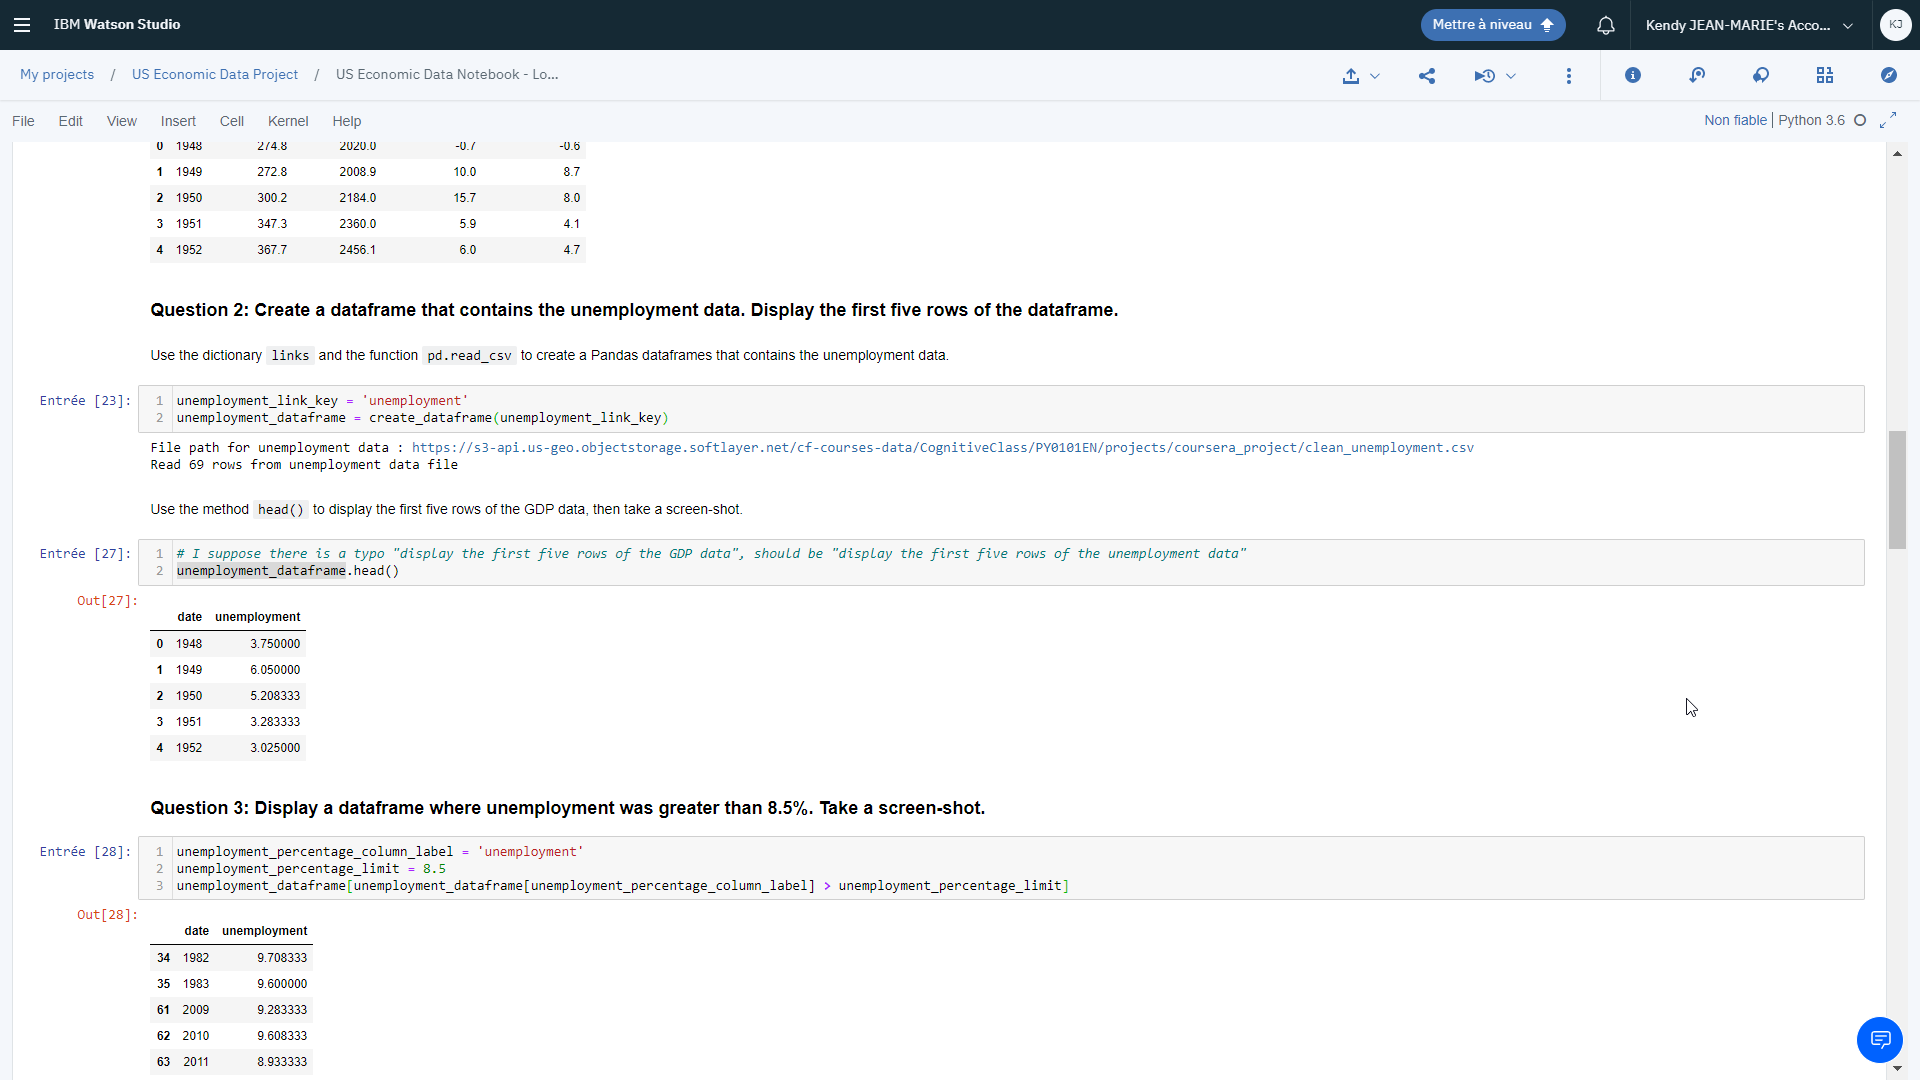 IBM Watson Studio
Mettre à niveau
Kendy JEAN-MARIE's Acco...
KJ
My projects / US Economic Data Project / US Economic Data Notebook - Lo...
File Edit View Insert Cell Kernel Help
Non fiable | Python 3.6
0 1948 274.8 2020.0 -0.7 -0.6
1 1949 272.8 2008.9 10.0 8.7
2 1950 300.2 2184.0 15.7 8.0
3 1951 347.3 2360.0 5.9 4.1
4 1952 367.7 2456.1 6.0 4.7
Question 2: Create a dataframe that contains the unemployment data. Display the first five rows of the dataframe.
Use the dictionary links and the function pd.read_csv to create a Pandas dataframes that contains the unemployment data.
Entrée [23]:
1 unemployment_link_key = 'unemployment'
2 unemployment_dataframe = create_dataframe(unemployment_link_key)
File path for unemployment data : https://s3-api.us-geo.objectstorage.softlayer.net/cf-courses-data/CognitiveClass/PY0101EN/projects/coursera_project/clean_unemployment.csv
Read 69 rows from unemployment data file
Use the method head() to display the first five rows of the GDP data, then take a screen-shot.
Entrée [27]:
1 # I suppose there is a typo "display the first five rows of the GDP data", should be "display the first five rows of the unemployment data"
2 unemployment_dataframe.head()
Out[27]:
date unemployment
0 1948 3.750000
1 1949 6.050000
2 1950 5.208333
3 1951 3.283333
4 1952 3.025000
Question 3: Display a dataframe where unemployment was greater than 8.5%. Take a screen-shot.
Entrée [28]:
1 unemployment_percentage_column_label = 'unemployment'
2 unemployment_percentage_limit = 8.5
3 unemployment_dataframe[unemployment_dataframe[unemployment_percentage_column_label] > unemployment_percentage_limit]
Out[28]:
date unemployment
34 1982 9.708333
35 1983 9.600000
61 2009 9.283333
62 2010 9.608333
63 2011 8.933333